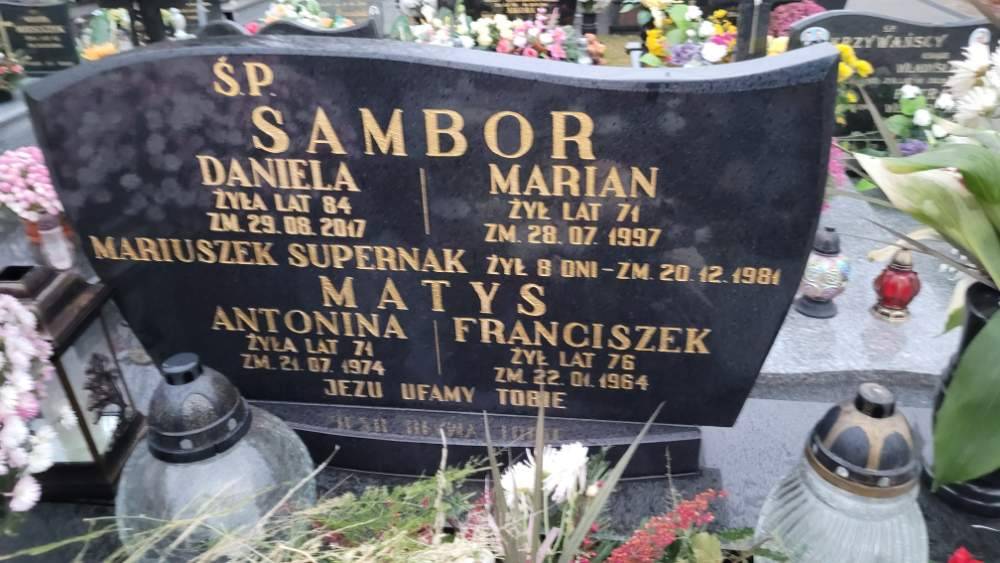 Ś.P.
SAMBOR
DANIELA
ŻYŁA LAT 84
ZM. 29.08.2017
MARIAN
ŻYŁ LAT 71
ZM. 28.07.1997
MARIUSZEK SUPERNAK ŻYŁ 8 DNI - ZM. 20.12.1981
MATYS
ANTONINA
ŻYŁA LAT 71
ZM. 21.07.1974
FRANCISZEK
ŻYŁ LAT 76
ZM. 22.01.1964
JEZU UFAMY TOBIE